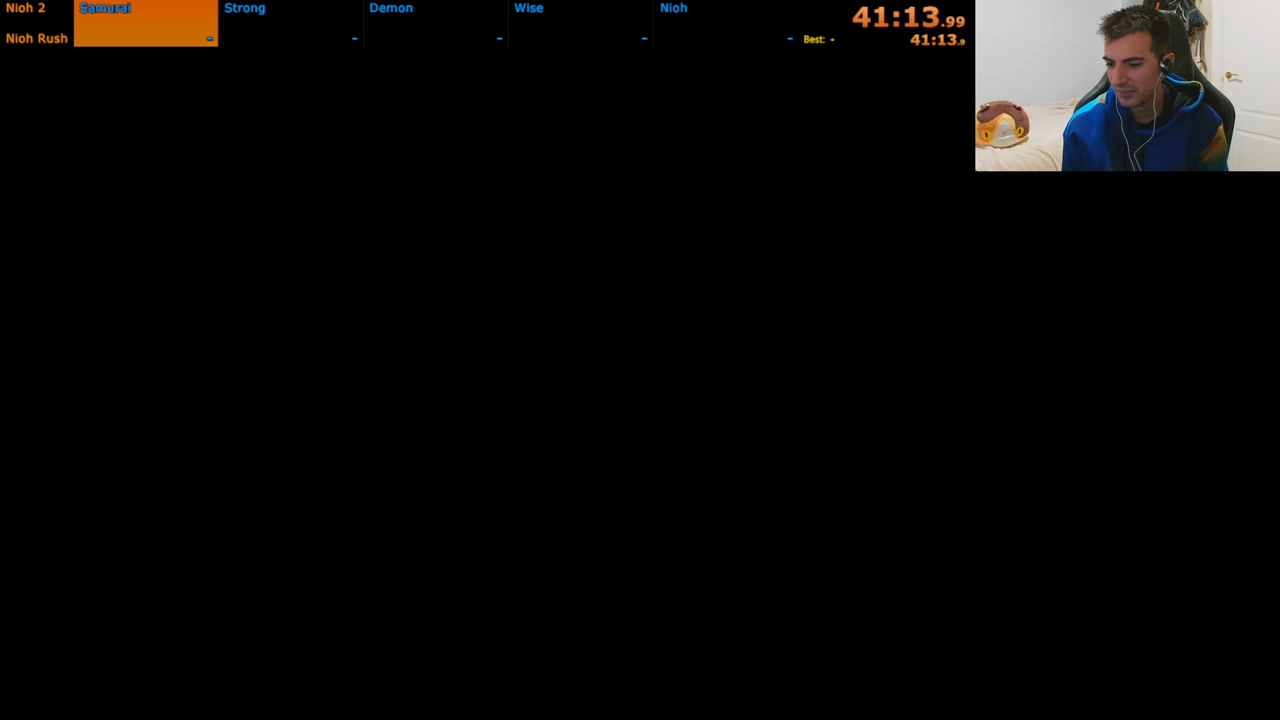 Nioh 2
Nioh Rush
Samurai
-
Strong
-
Demon
-
Wise
-
Nioh
-
Best: -
41:13.99
41:13.9